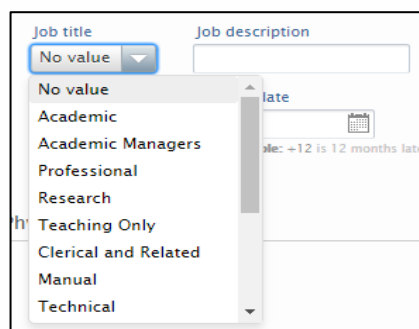 Job title Job description
No value
No value
Academic
late
Academic Managers
ple: +12 is 12 months late
Professional
Research
Teaching Only
Clerical and Related
Manual
Technical